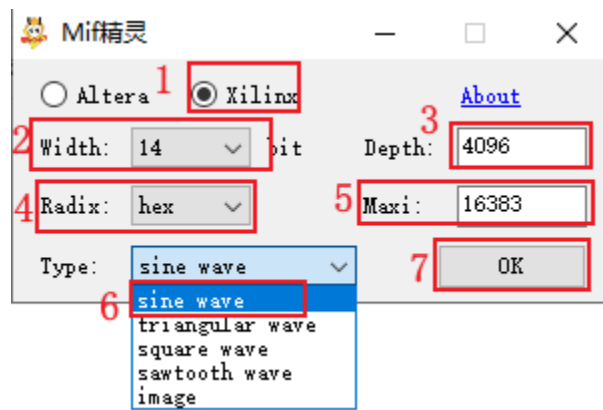 Mif精灵
Altera 1 Xilinx About
2 Width: 14 bit Depth: 3 4096
4 Radix: hex 5 Maxi: 16383
Type: sine wave 7 OK
6 sine wave
triangular wave
square wave
sawtooth wave
image